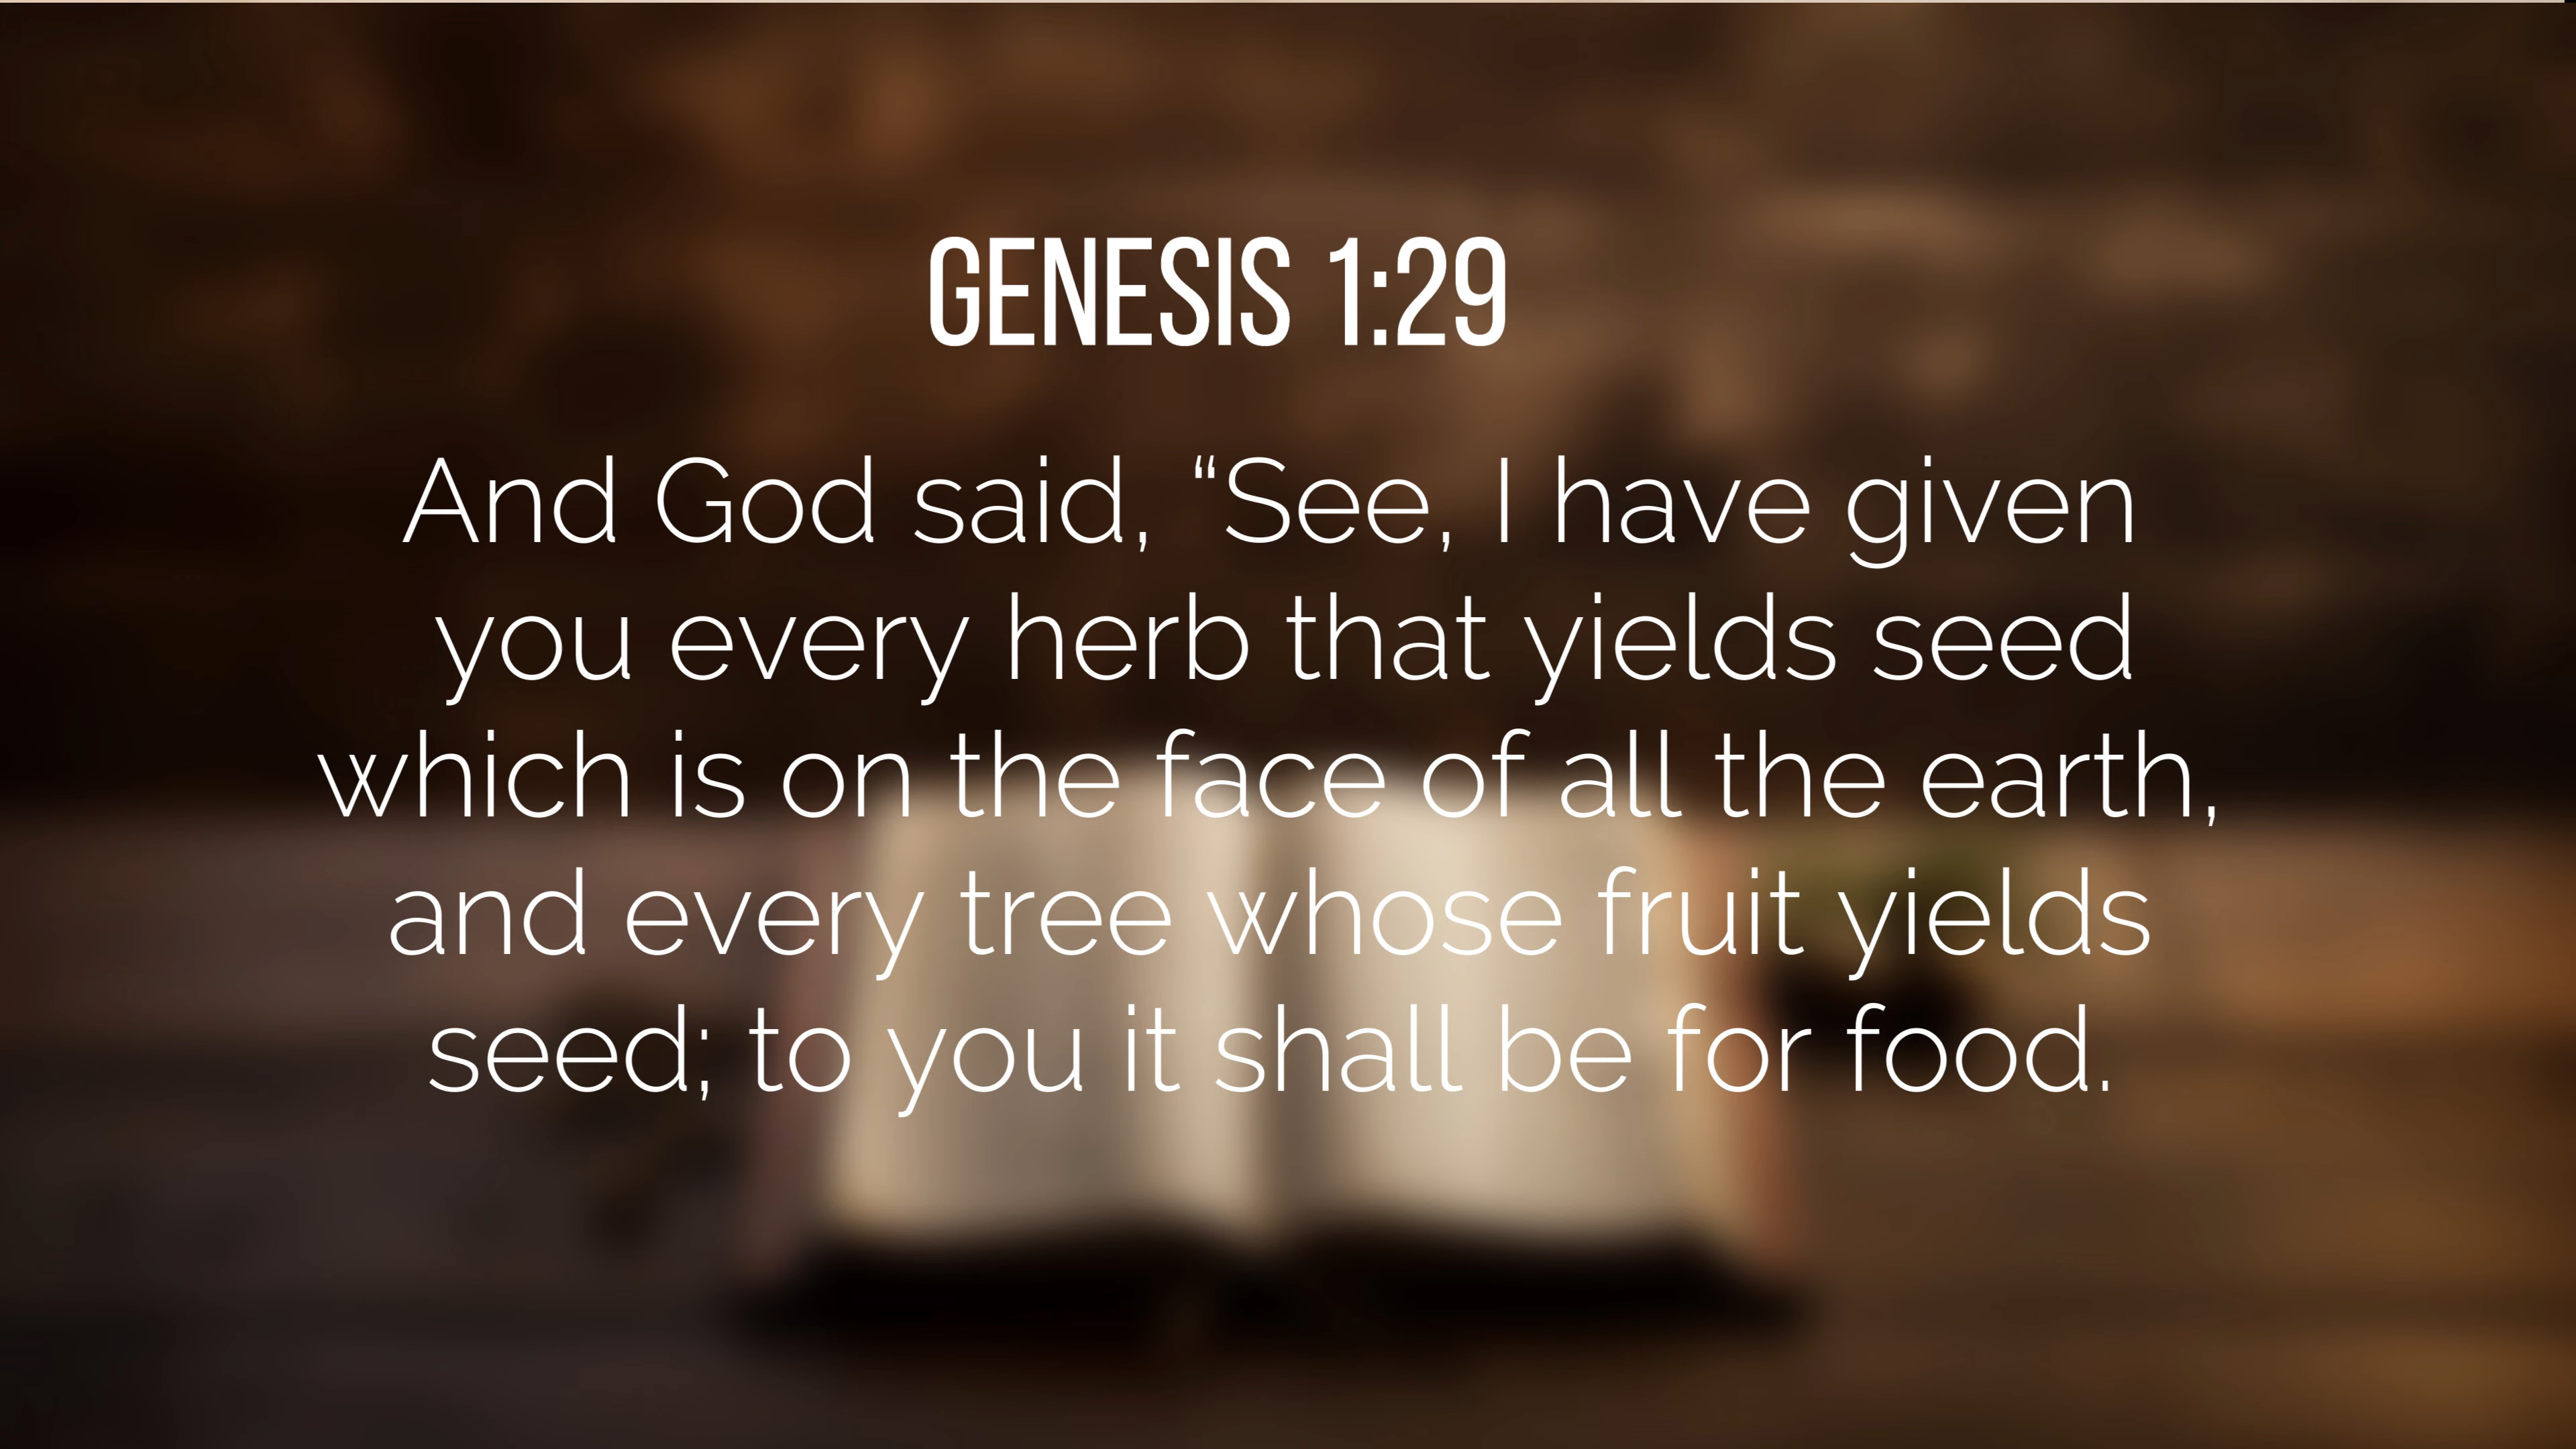 GENESIS 1:29
And God said, “See, I have given
you every herb that yields seed
which is on the face of all the earth,
and every tree whose fruit yields
seed; to you it shall be for food.